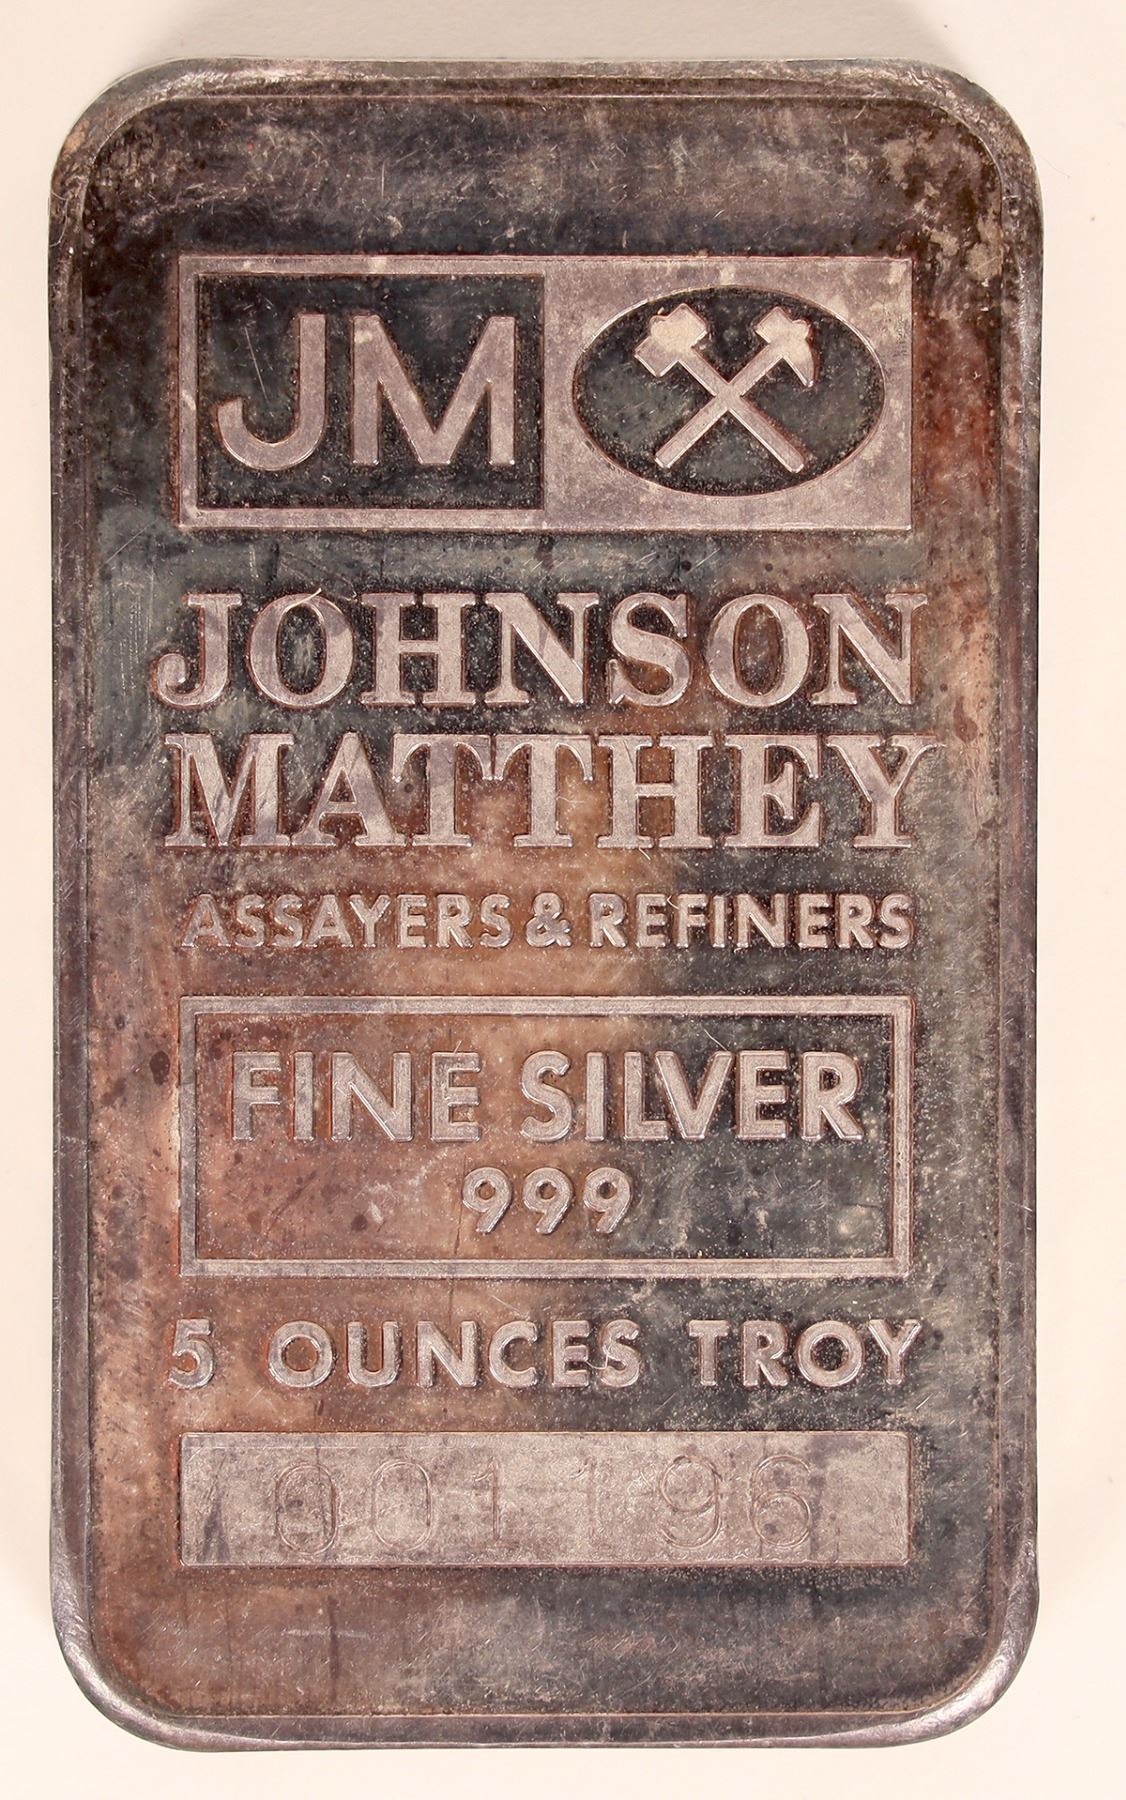 JM
JOHNSON
MATTHEY
ASSAYERS & REFINERS
FINE SILVER
999
5 OUNCES TROY
001196